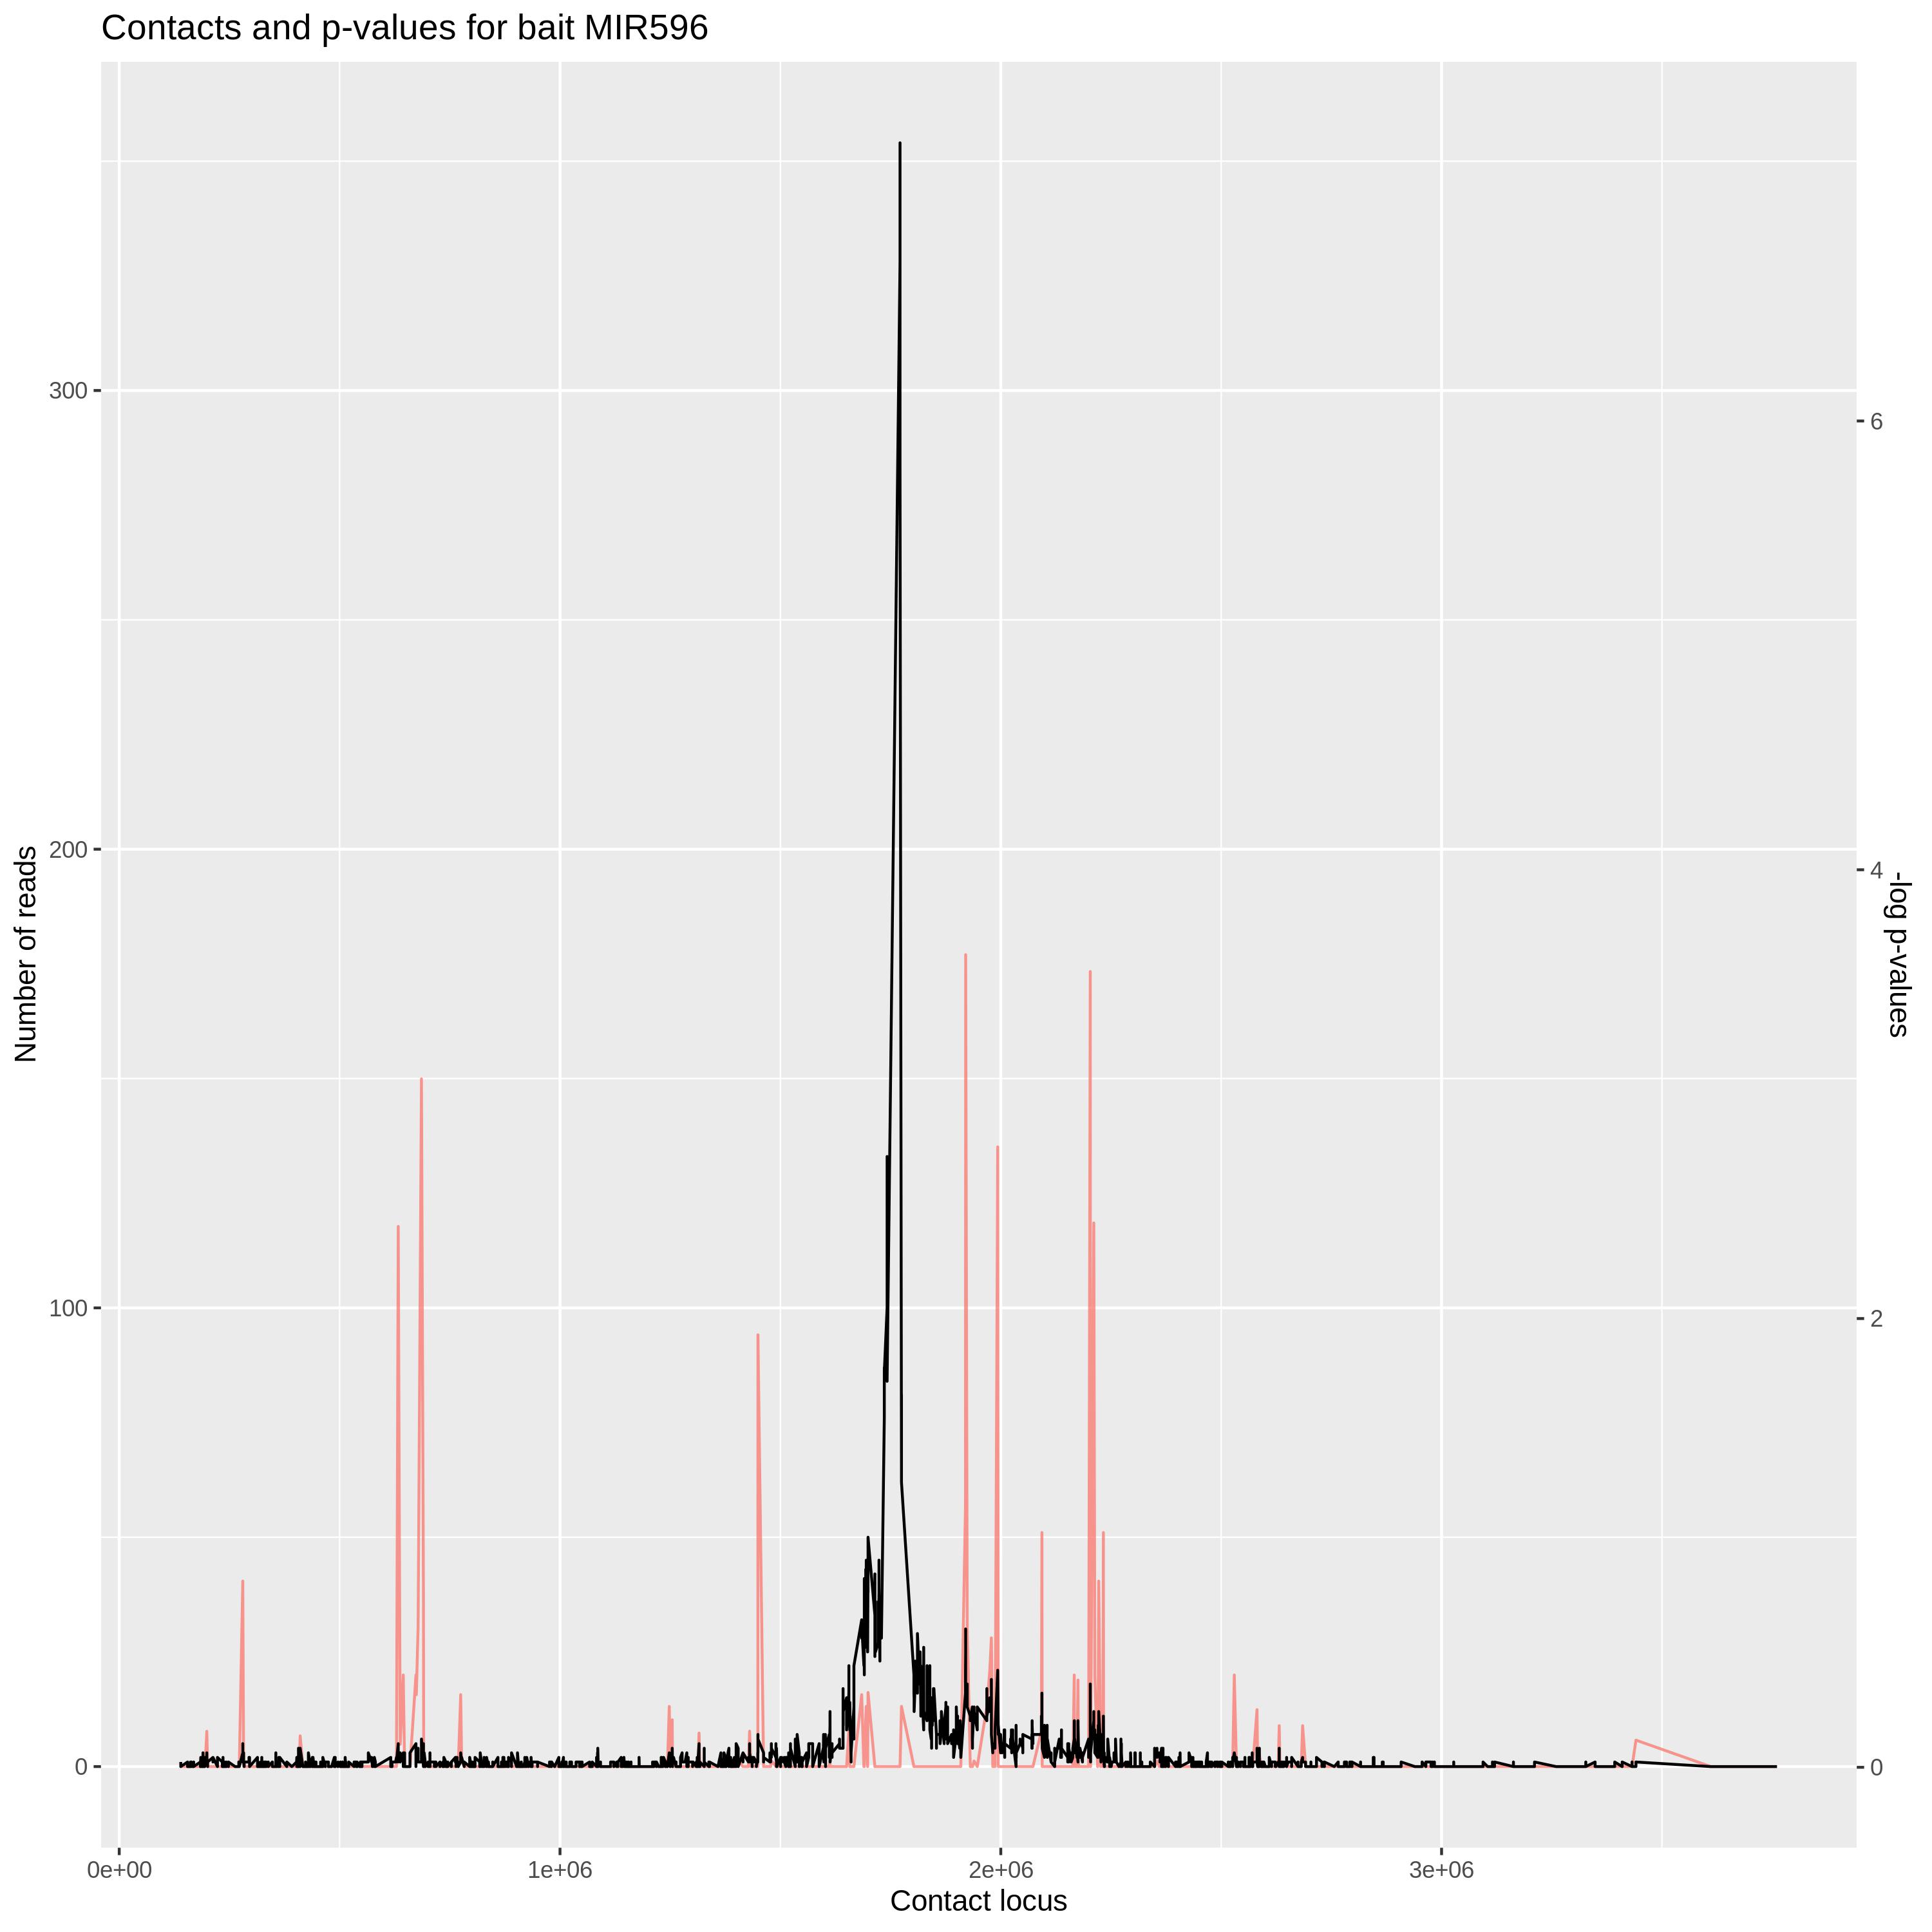 Contacts and p-values for bait MIR596
300
200
100
0
Number of reads
6
4
2
0
-log p-values
0e+00
1e+06
2e+06
3e+06
Contact locus